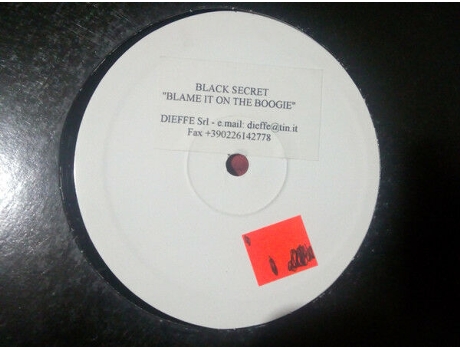 BLACK SECRET
"BLAME IT ON THE BOOGIE"
DIEFFE Srl - e.mail: dieffe@tin.it
Fax +390226142778